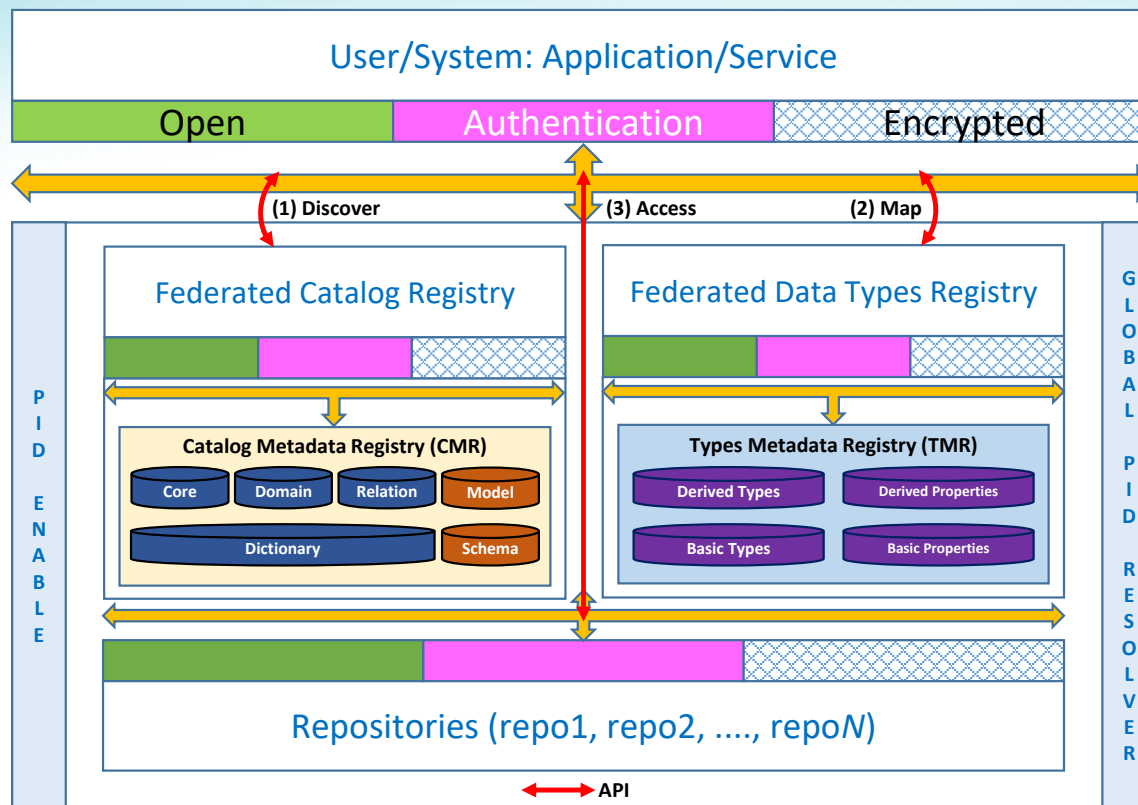 User/System: Application/Service
Open
Authentication
Encrypted
(1) Discover
(3) Access
(2) Map
PID ENABLE
Federated Catalog Registry
Federated Data Types Registry
GLOBAL PID RESOLVER
Catalog Metadata Registry (CMR)
Core
Domain
Relation
Model
Dictionary
Schema
Types Metadata Registry (TMR)
Derived Types
Derived Properties
Basic Types
Basic Properties
Repositories (repo1, repo2, ...., repoN)
API